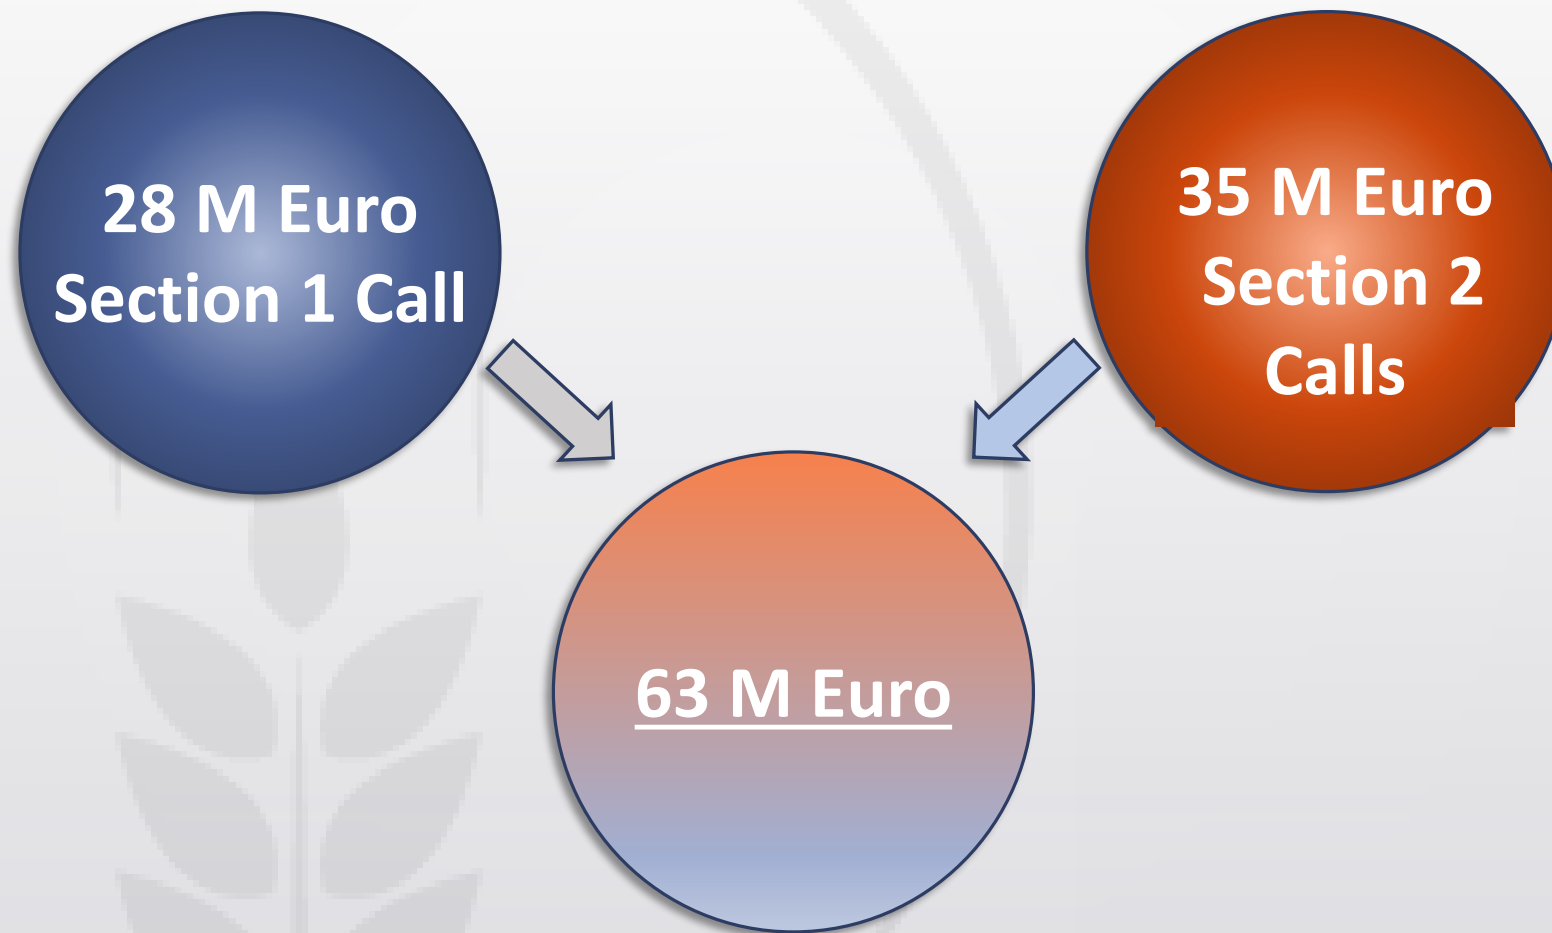 28 M Euro
Section 1 Call
35 M Euro
Section 2
Calls
63 M Euro